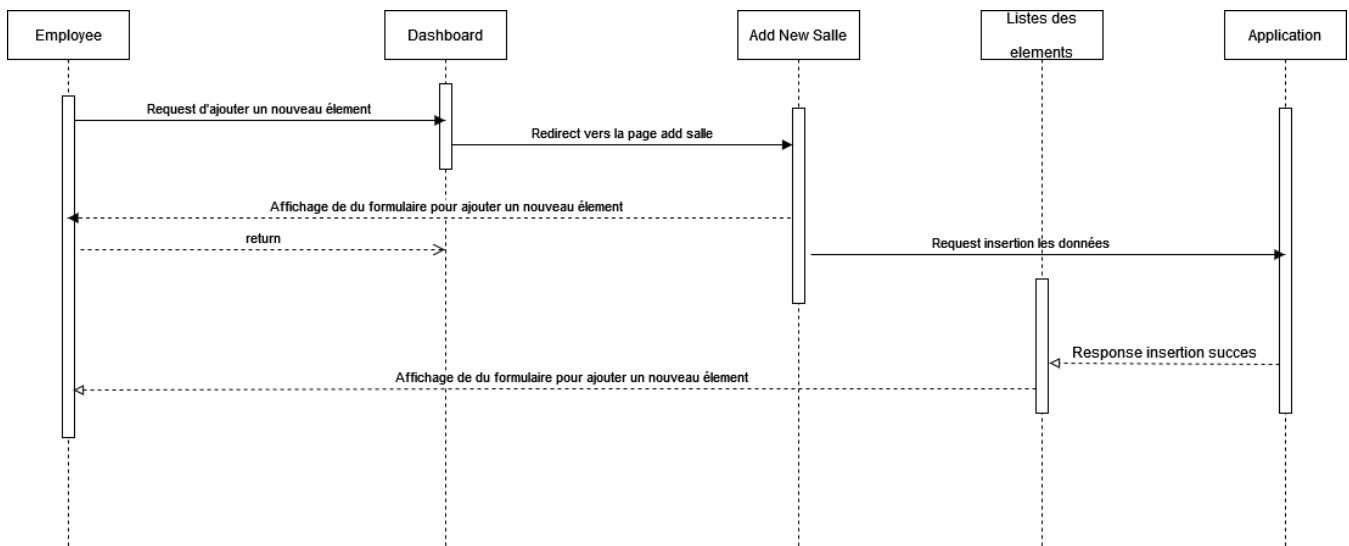 Employee
Dashboard
Add New Salle
Listes des
elements
Application
Request d'ajouter un nouveau élement
Redirect vers la page add salle
Affichage de du formulaire pour ajouter un nouveau élement
return
Request insertion les données
Response insertion succes
Affichage de du formulaire pour ajouter un nouveau élement